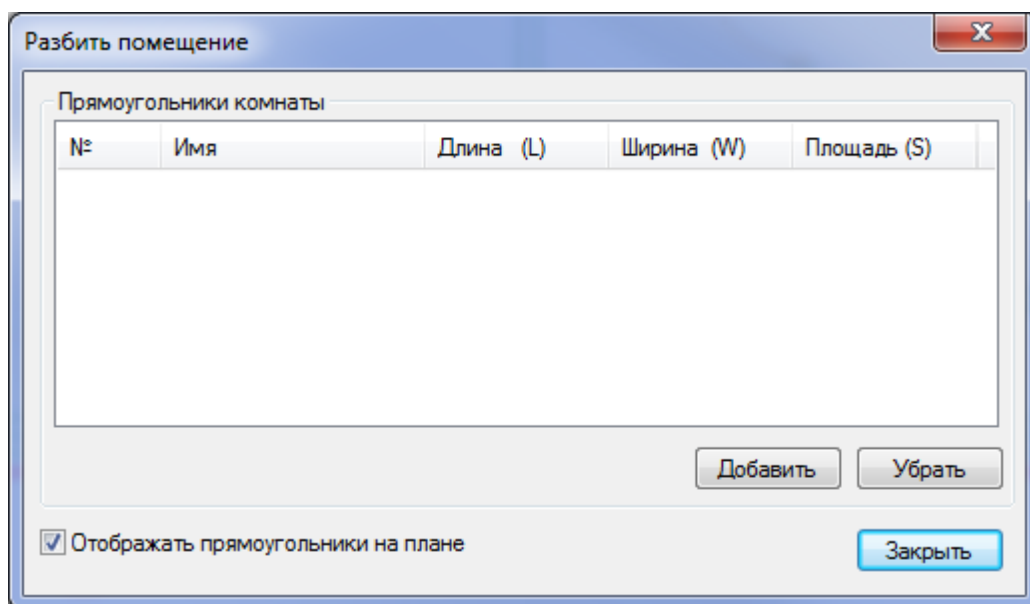 Разбить помещение
Прямоугольники комнаты
№ Имя Длина (L) Ширина (W) Площадь (S)
Добавить Убрать
Отображать прямоугольники на плане
Закрыть